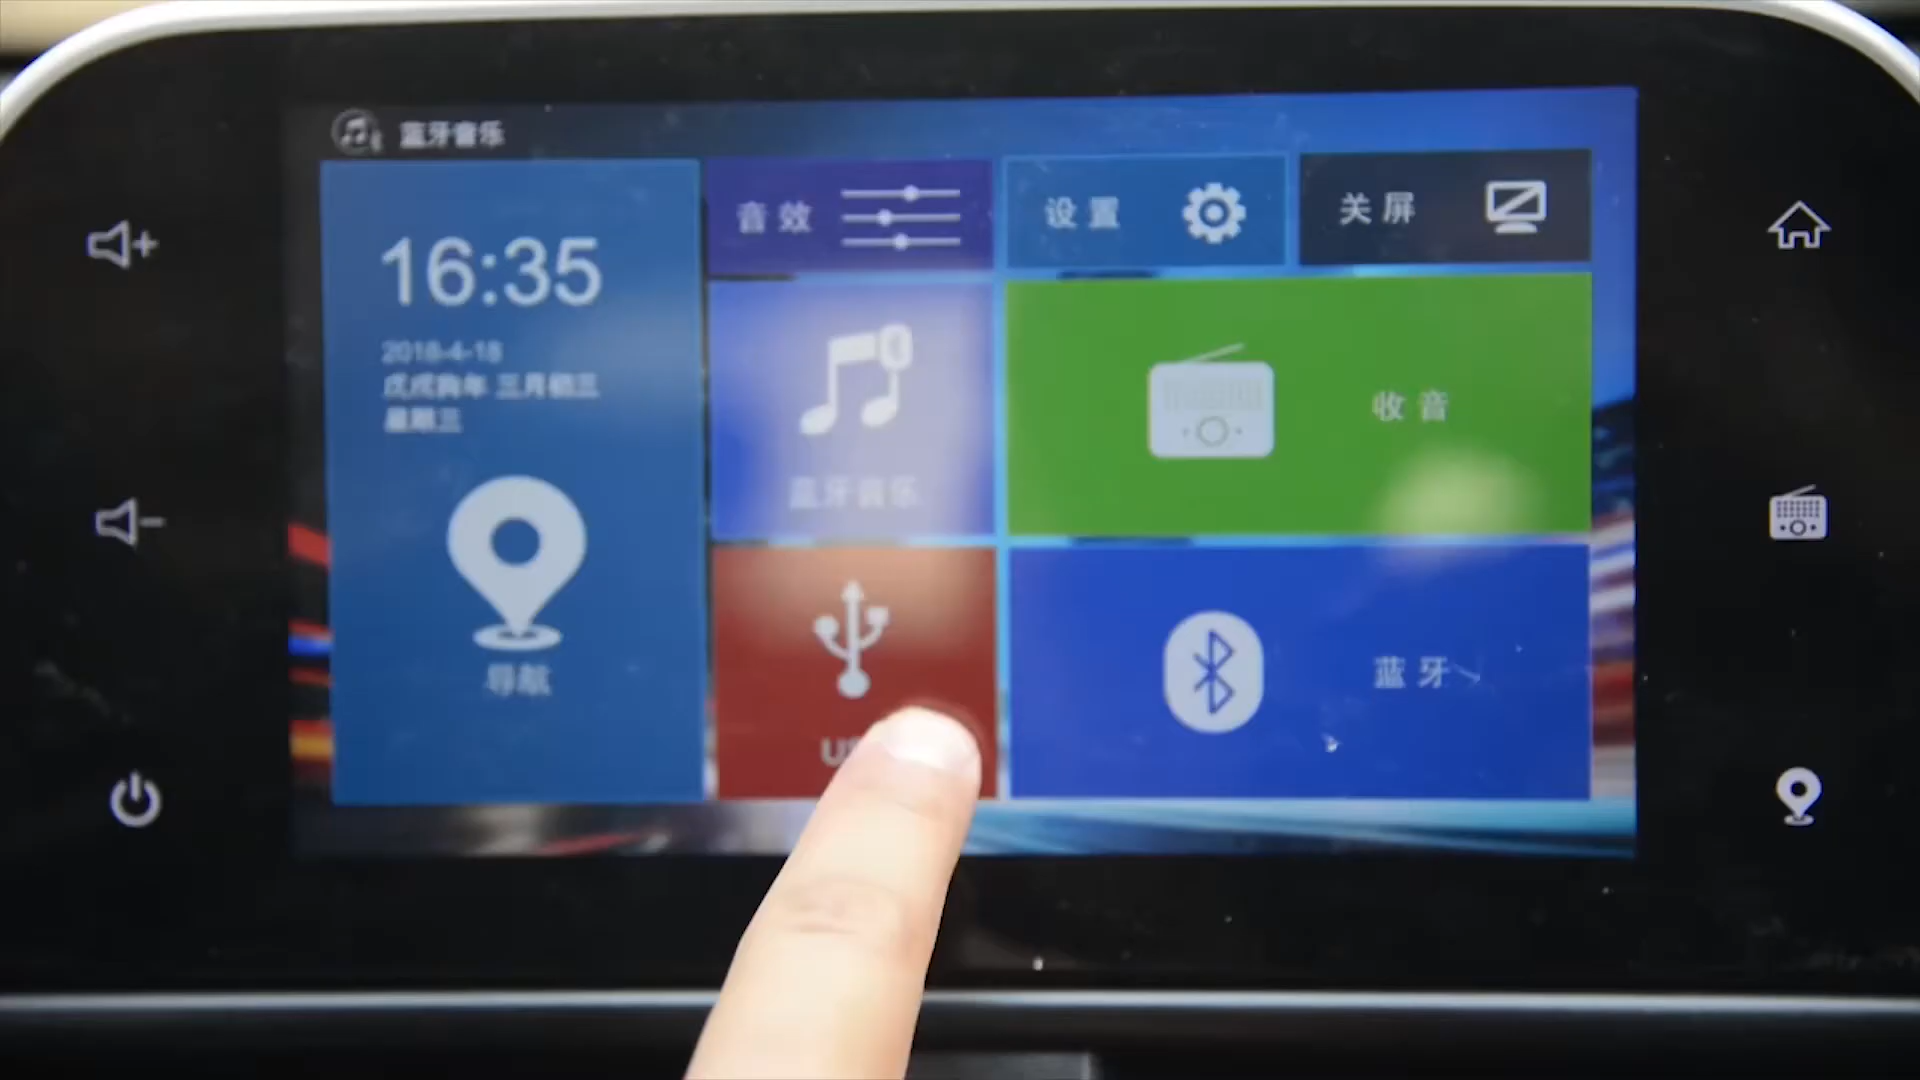 蓝牙音乐
16:35
2018-4-18
戊戌狗年 三月初三
星期三
导航
音效
设置
关屏
蓝牙音乐
收音
蓝牙